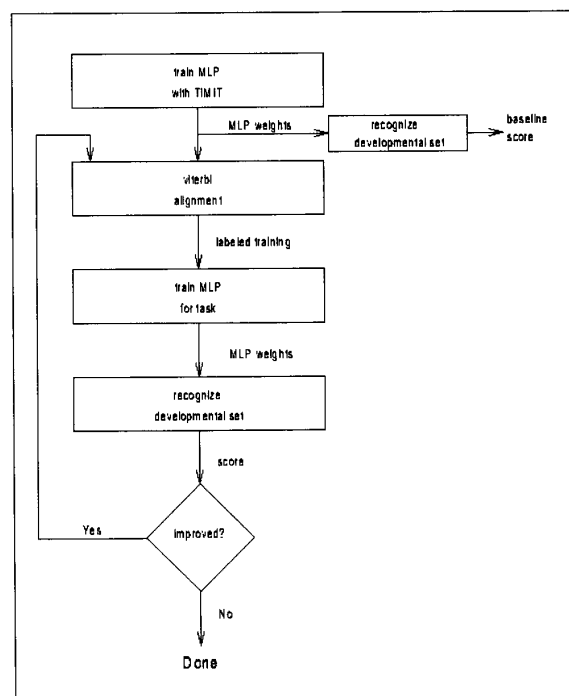 train MLP
with TIMIT
MLP weights
recognize
developmental set
baseline
score
viterbi
alignment
labeled training
train MLP
for task
MLP weights
recognize
developmental set
score
improved?
Yes
No
Done